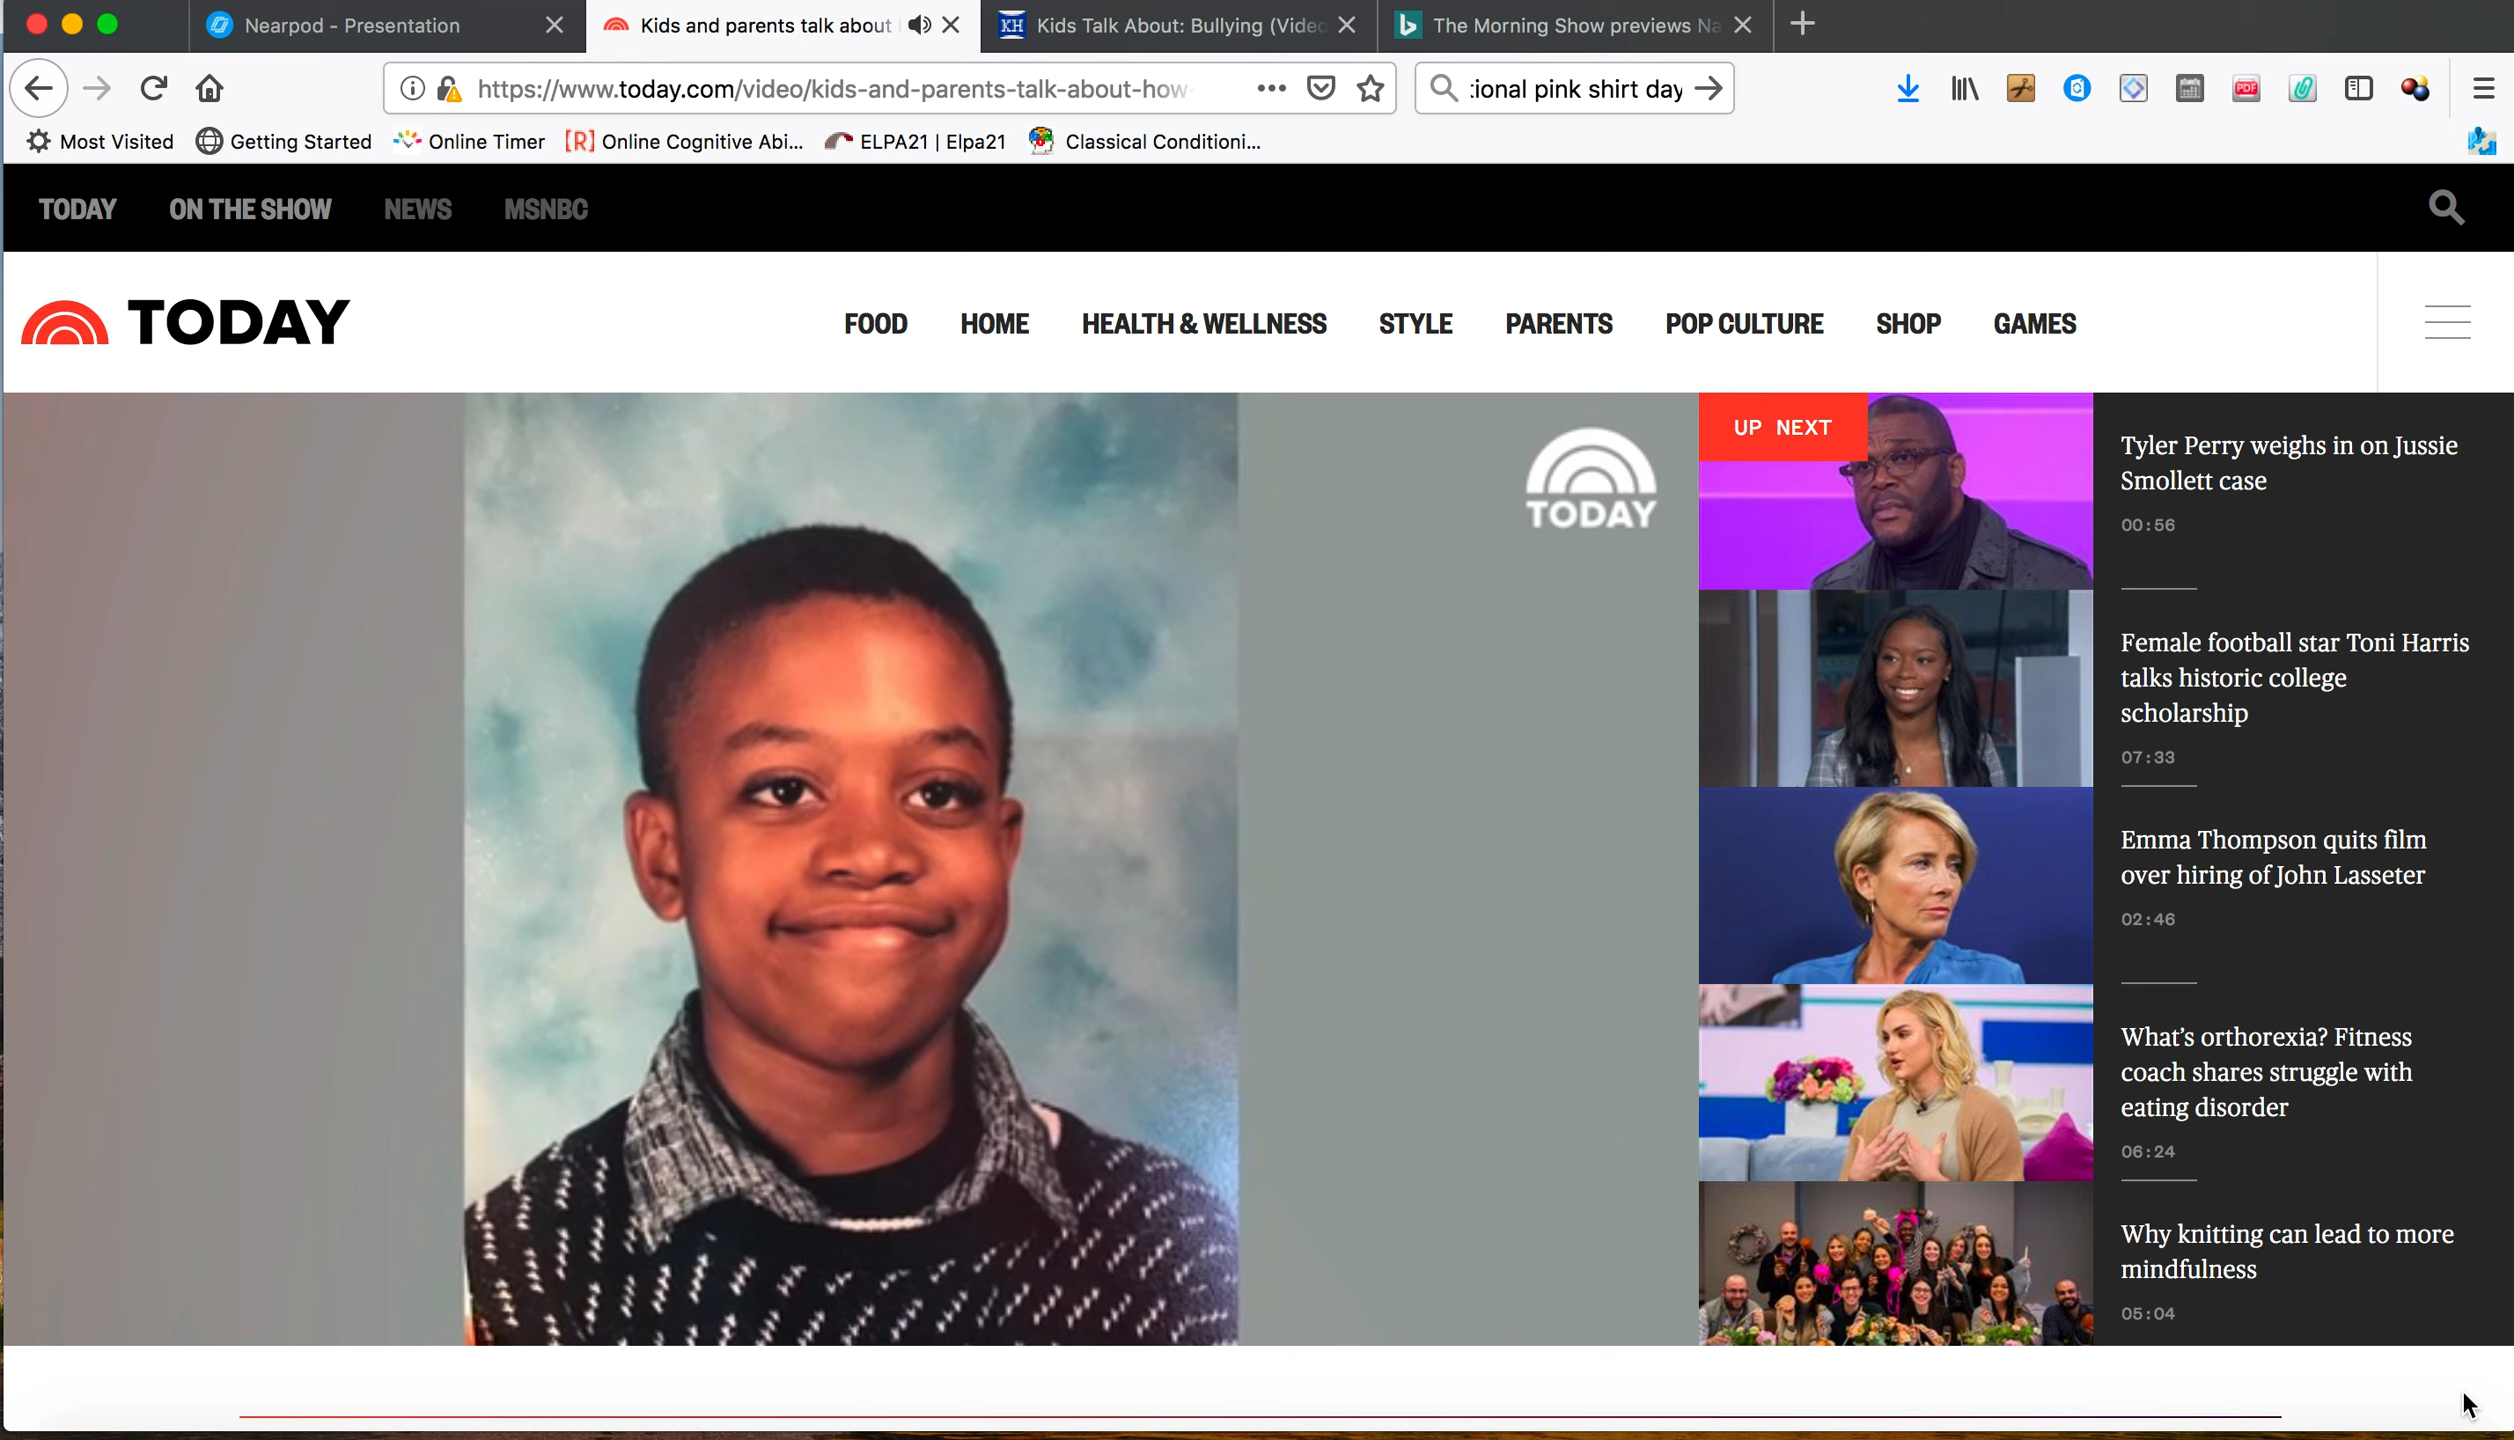 Nearpod - Presentation
Kids and parents talk about
Kids Talk About: Bullying (Video
The Morning Show previews Na
https://www.today.com/video/kids-and-parents-talk-about-how-
tional pink shirt day
Most Visited
Getting Started
Online Timer
[R] Online Cognitive Abi...
ELPA21 | Elpa21
Classical Conditioni...
TODAY ON THE SHOW NEWS MSNBC
TODAY
FOOD HOME HEALTH & WELLNESS STYLE PARENTS POP CULTURE SHOP GAMES
TODAY
UP NEXT
Tyler Perry weighs in on Jussie
Smollett case
00:56
Female football star Toni Harris
talks historic college
scholarship
07:33
Emma Thompson quits film
over hiring of John Lasseter
02:46
What's orthorexia? Fitness
coach shares struggle with
eating disorder
06:24
Why knitting can lead to more
mindfulness
05:04